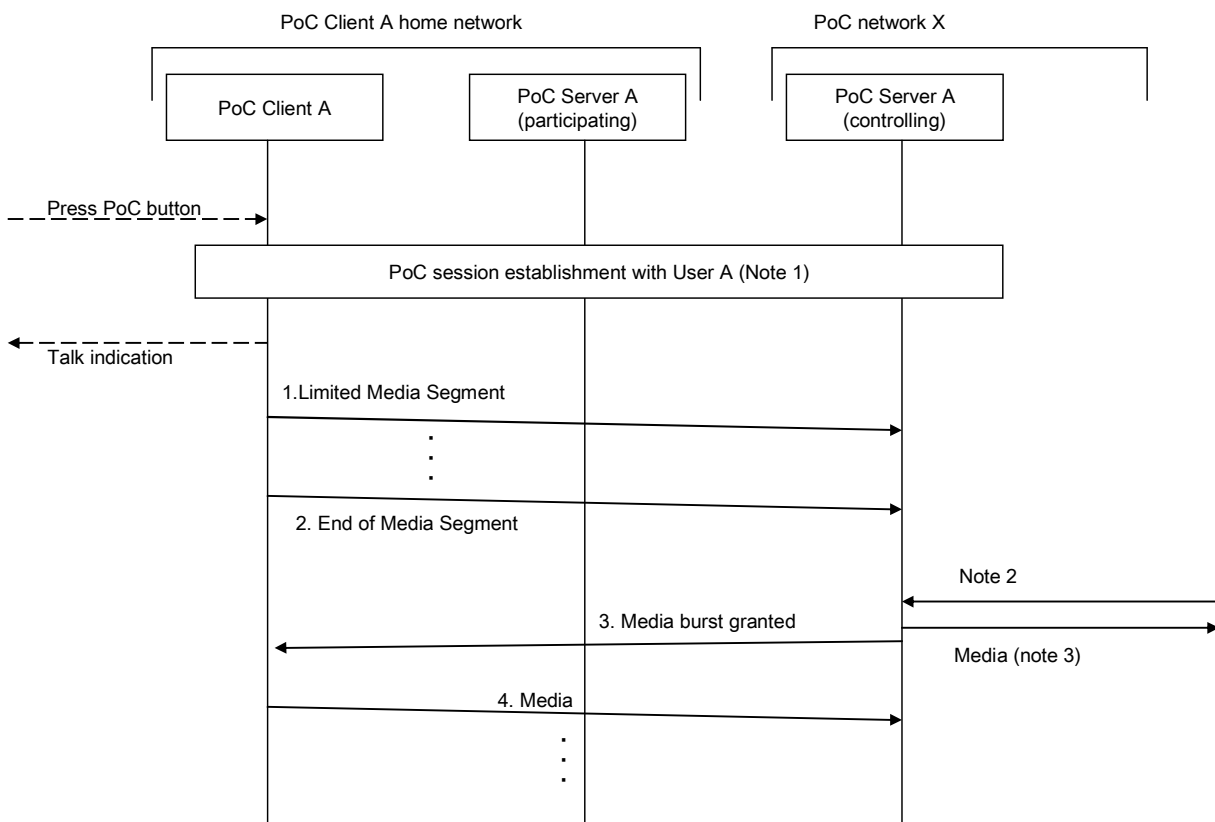 PoC Client A home network
PoC network X
PoC Client A
PoC Server A
(participating)
PoC Server A
(controlling)
Press PoC button
PoC session establishment with User A (Note 1)
Talk indication
1.Limited Media Segment
2. End of Media Segment
Note 2
3. Media burst granted
Media (note 3)
4. Media